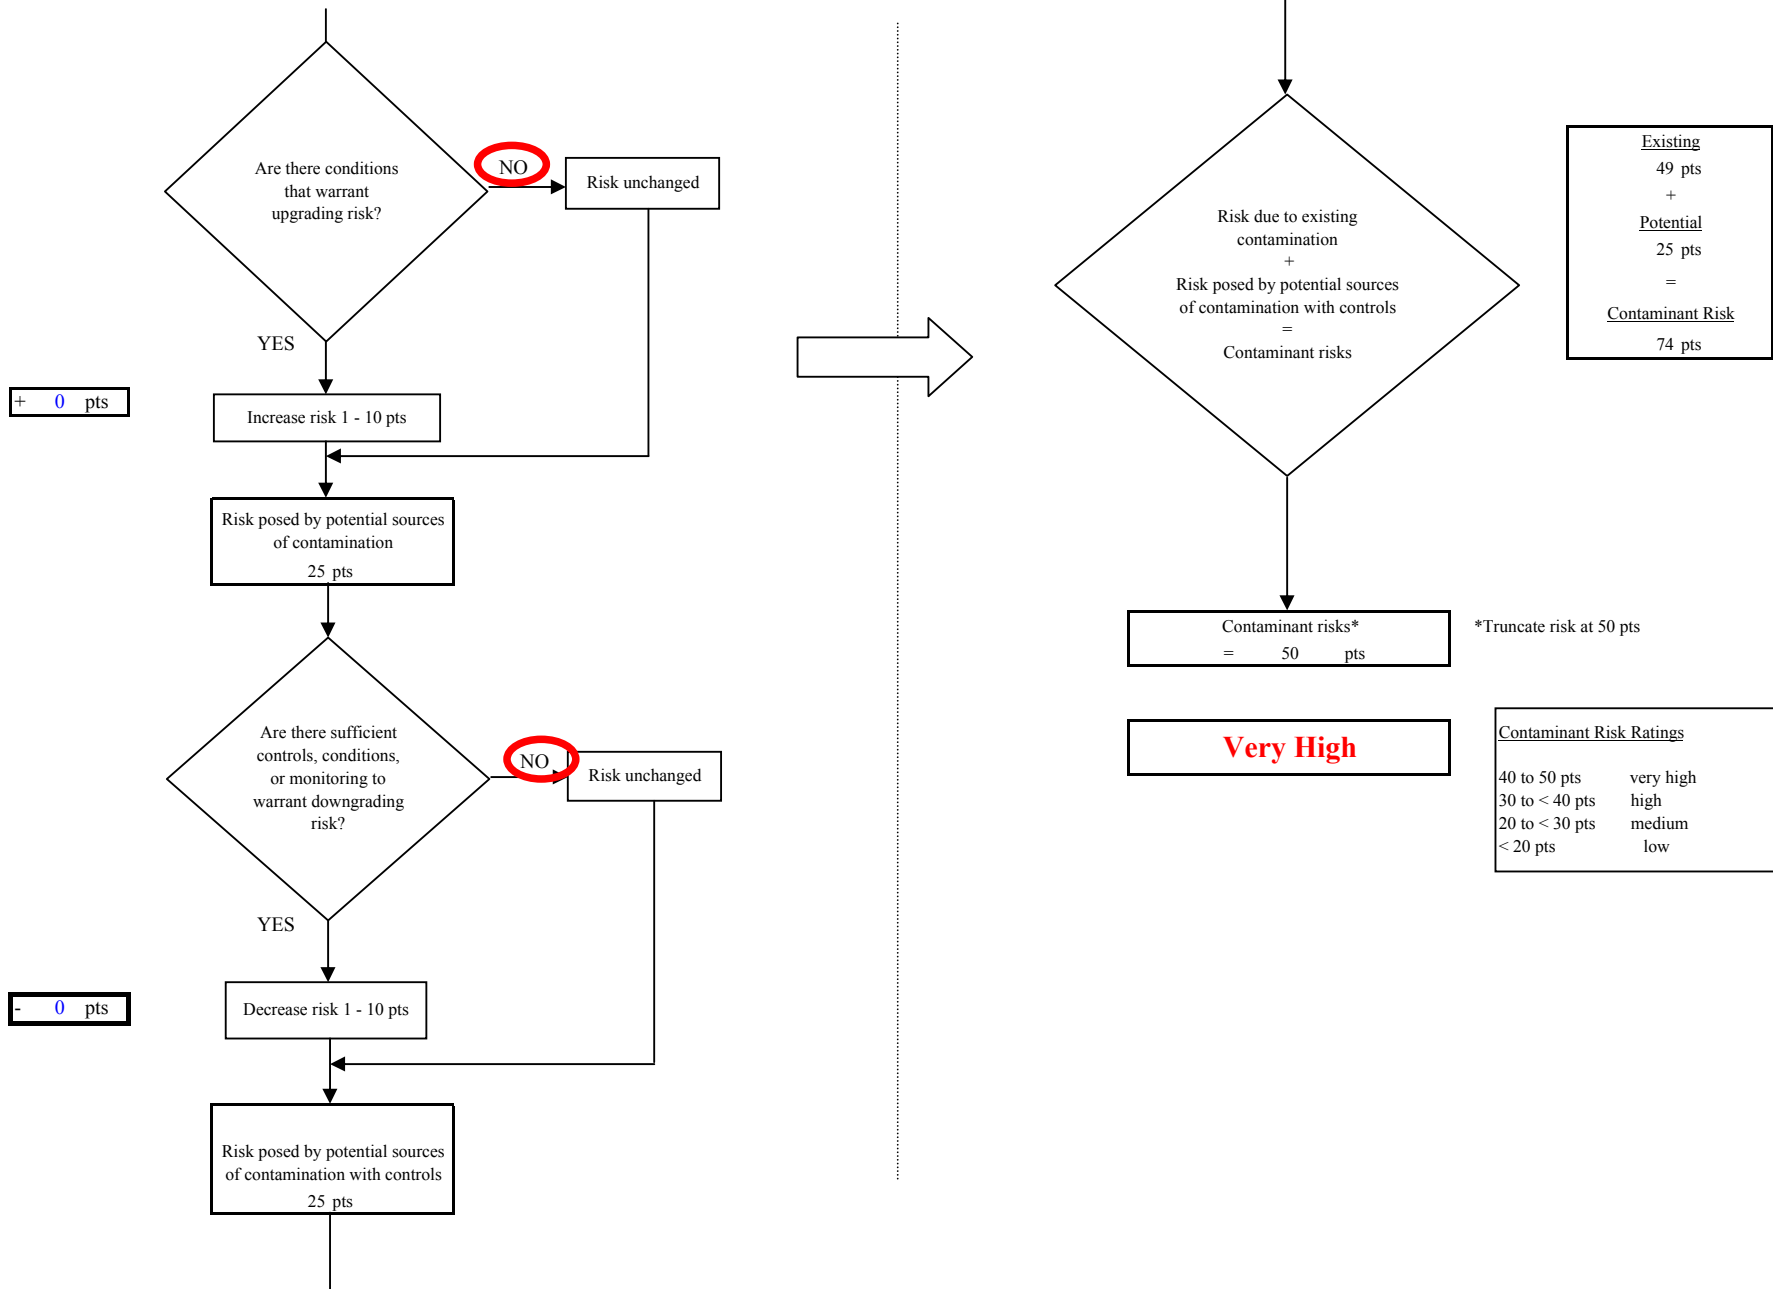 Are there conditions
that warrant
upgrading risk?
NO
Risk unchanged
YES
+ 0 pts
Increase risk 1 - 10 pts
Risk posed by potential sources
of contamination
25 pts
Are there sufficient
controls, conditions,
or monitoring to
warrant downgrading
risk?
NO
Risk unchanged
YES
- 0 pts
Decrease risk 1 - 10 pts
Risk posed by potential sources
of contamination with controls
25 pts
Risk due to existing
contamination
+
Risk posed by potential sources
of contamination with controls
=
Contaminant risks
Existing
49 pts
+
Potential
25 pts
=
Contaminant Risk
74 pts
Contaminant risks*
= 50 pts
*Truncate risk at 50 pts
Very High
Contaminant Risk Ratings
40 to 50 pts very high
30 to < 40 pts high
20 to < 30 pts medium
< 20 pts low